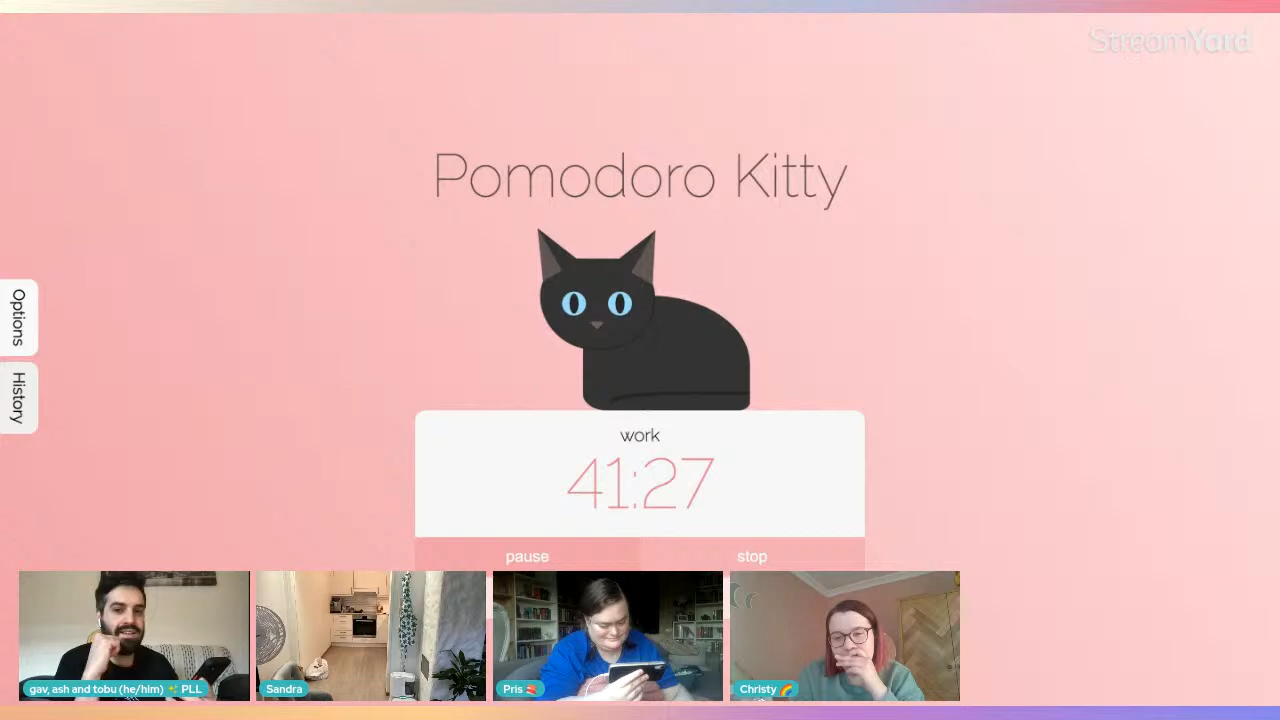 StreamYard
Pomodoro Kitty
Options
History
work
41:27
pause
stop
gav, ash and tobu (he/him) 🌿 PLL
Sandra
Pris 🍄
Christy 🌈